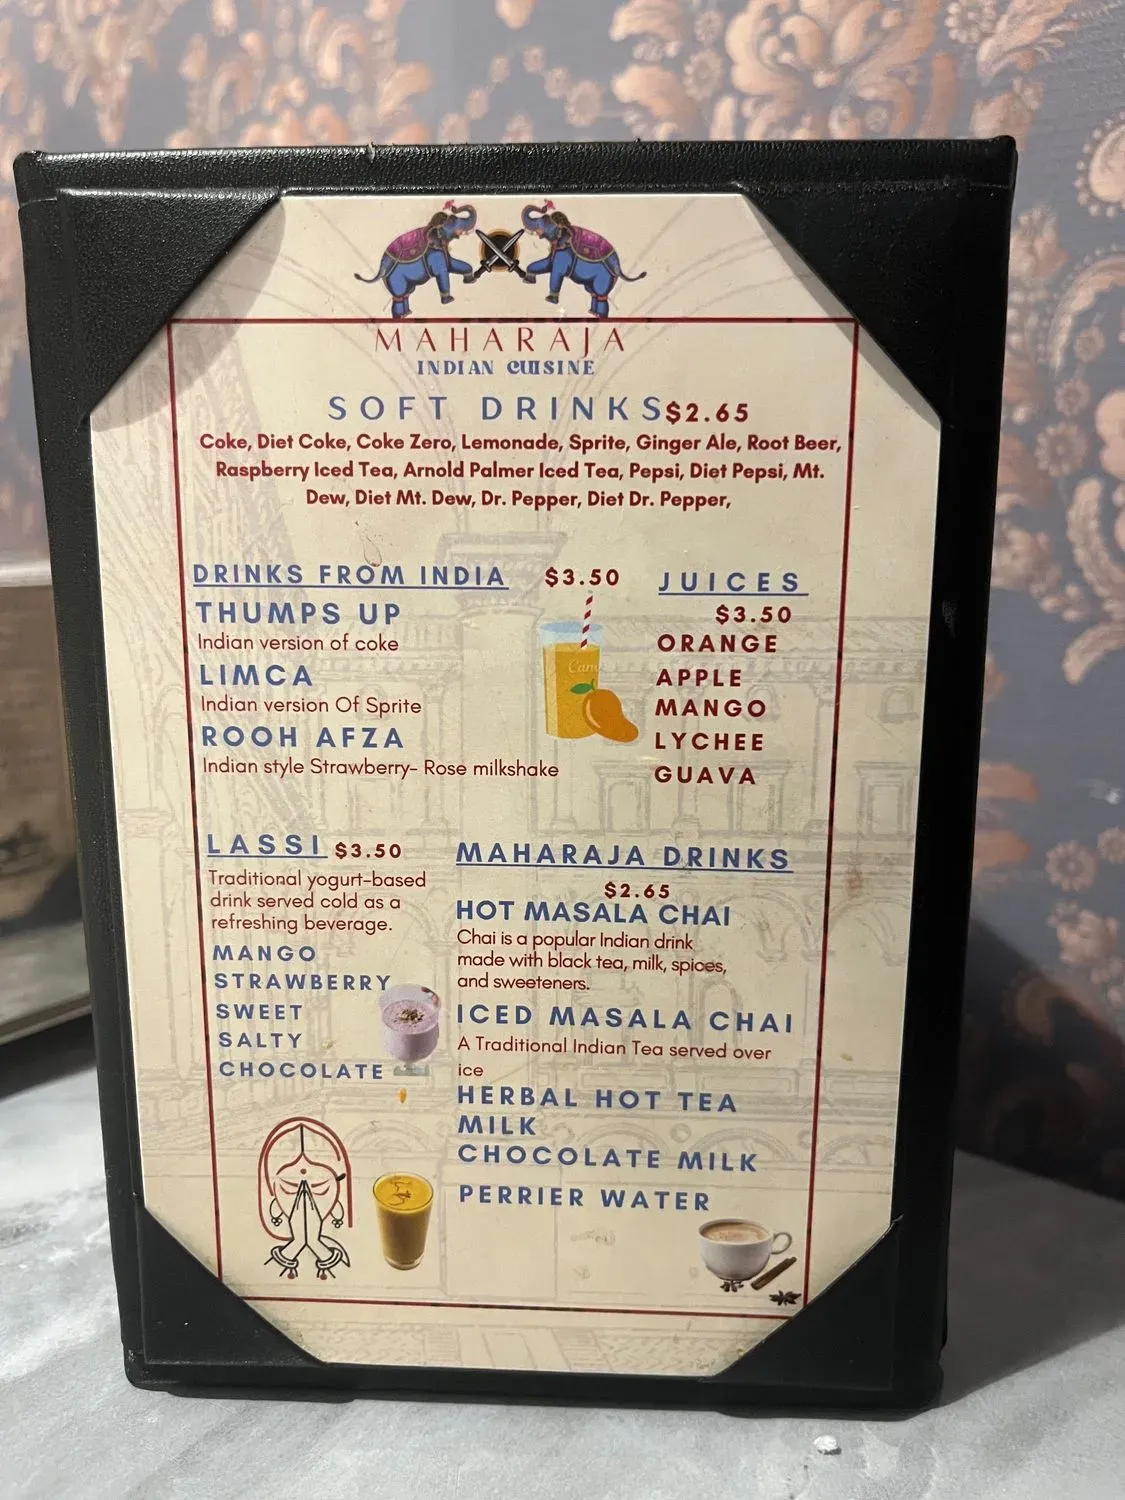 MAHARAJA
INDIAN CUISINE
SOFT DRINKS $2.65
Coke, Diet Coke, Coke Zero, Lemonade, Sprite, Ginger Ale, Root Beer,
Raspberry Iced Tea, Arnold Palmer Iced Tea, Pepsi, Diet Pepsi, Mt.
Dew, Diet Mt. Dew, Dr. Pepper, Diet Dr. Pepper,
DRINKS FROM INDIA $3.50
THUMPS UP
Indian version of coke
LIMCA
Indian version Of Sprite
ROOH AFZA
Indian style Strawberry- Rose milkshake
JUICES
$3.50
ORANGE
APPLE
MANGO
LYCHEE
GUAVA
LASSI $3.50
Traditional yogurt-based
drink served cold as a
refreshing beverage.
MANGO
STRAWBERRY
SWEET
SALTY
CHOCOLATE
MAHARAJA DRINKS
$2.65
HOT MASALA CHAI
Chai is a popular Indian drink
made with black tea, milk, spices,
and sweeteners.
ICED MASALA CHAI
A Traditional Indian Tea served over
ice
HERBAL HOT TEA
MILK
CHOCOLATE MILK
PERRIER WATER